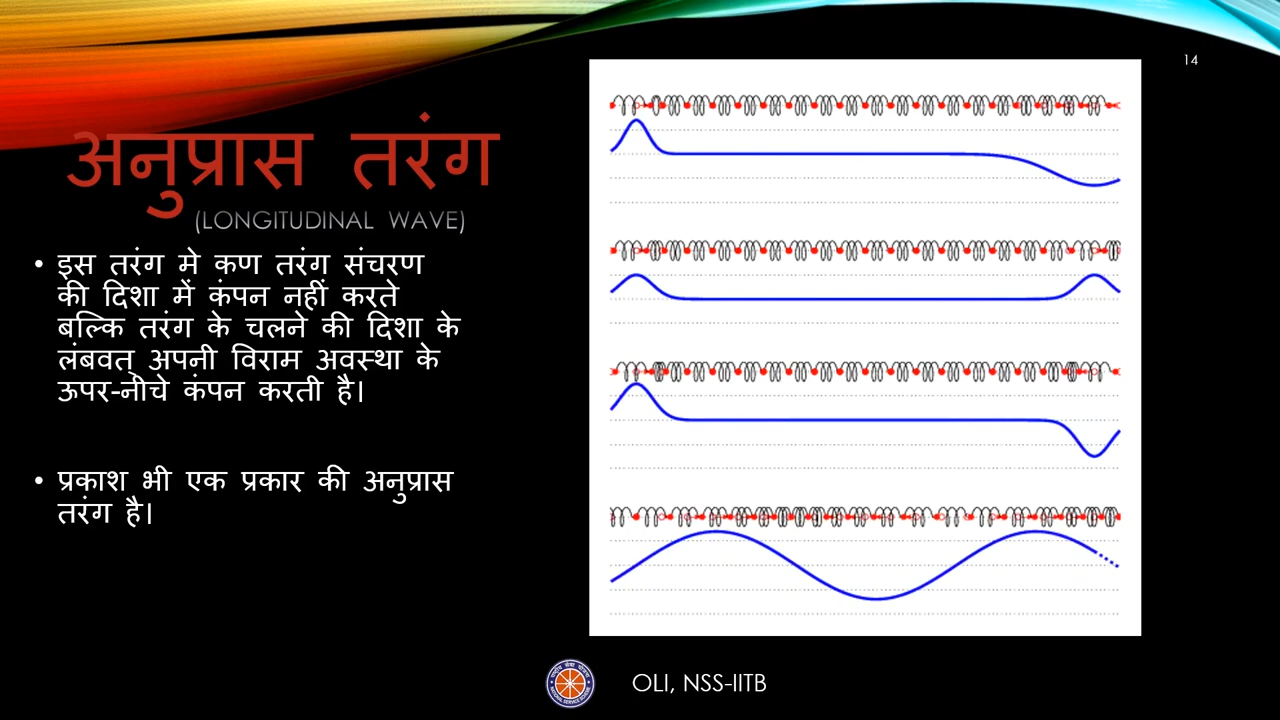 14
अनुप्रास तरंग
(LONGITUDINAL WAVE)
• इस तरंग मे कण तरंग संचरण
की दिशा में कंपन नहीं करते
बल्कि तरंग के चलने की दिशा के
लंबवत् अपनी विराम अवस्था के
ऊपर-नीचे कंपन करती है।
• प्रकाश भी एक प्रकार की अनुप्रास
तरंग है।
OLI, NSS-IITB